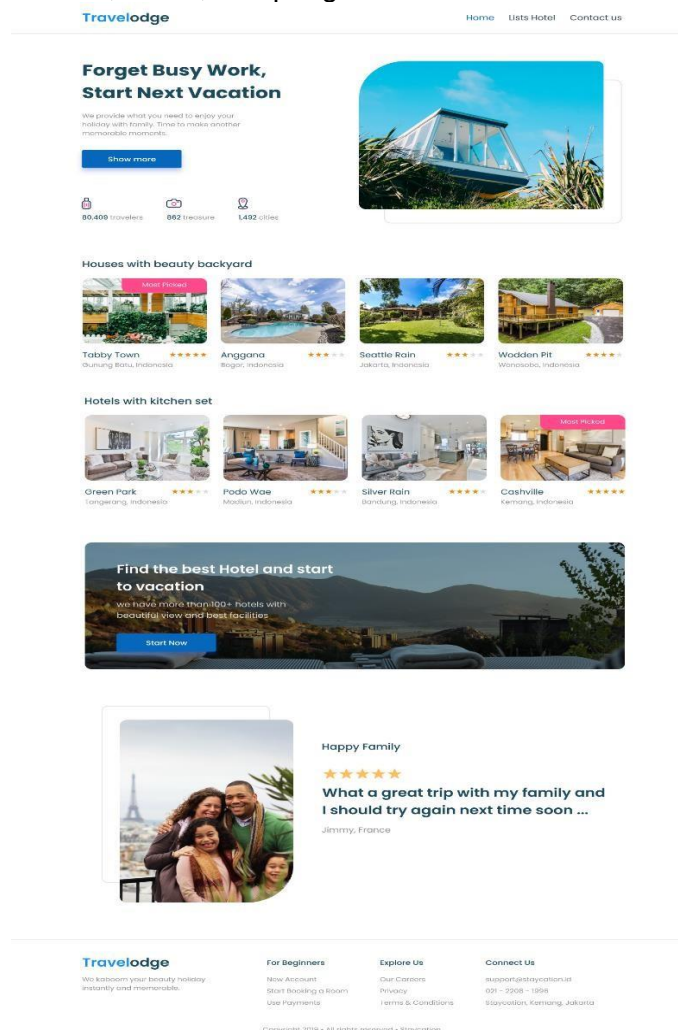 Travelodge
Home Lists Hotel Contact us
Forget Busy Work,
Start Next Vacation
We provide what you need to enjoy your
holiday with family. Time to make another
memorable moments.
Show more
80,409 travelers 862 treasure 1,492 cities
Houses with beauty backyard
Most Picked
Tabby Town Anggana Seattle Rain Wodden Pit
Gunung Batu, Indonesia Bogor, Indonesia Jakarta, Indonesia Wonosobo, Indonesia
Hotels with kitchen set
Most Picked
Green Park Podo Wae Silver Rain Cashville
Tangerang, Indonesia Madiun, Indonesia Bandung, Indonesia Kemang, Indonesia
Find the best Hotel and start
to vacation
we have more than 100+ hotels with
beautiful view and best facilities
Start Now
Happy Family
What a great trip with my family and
I should try again next time soon ...
Jimmy, France
Travelodge For Beginners Explore Us Connect Us
We kaboom your beauty holiday New Account Our Careers support@staycation.id
instantly and memorable. Start Booking a Room Privacy 021 - 2208 - 1996
Use Payments Terms & Conditions Staycation, Kemang, Jakarta
Copyright 2019 • All rights reserved • Staycation